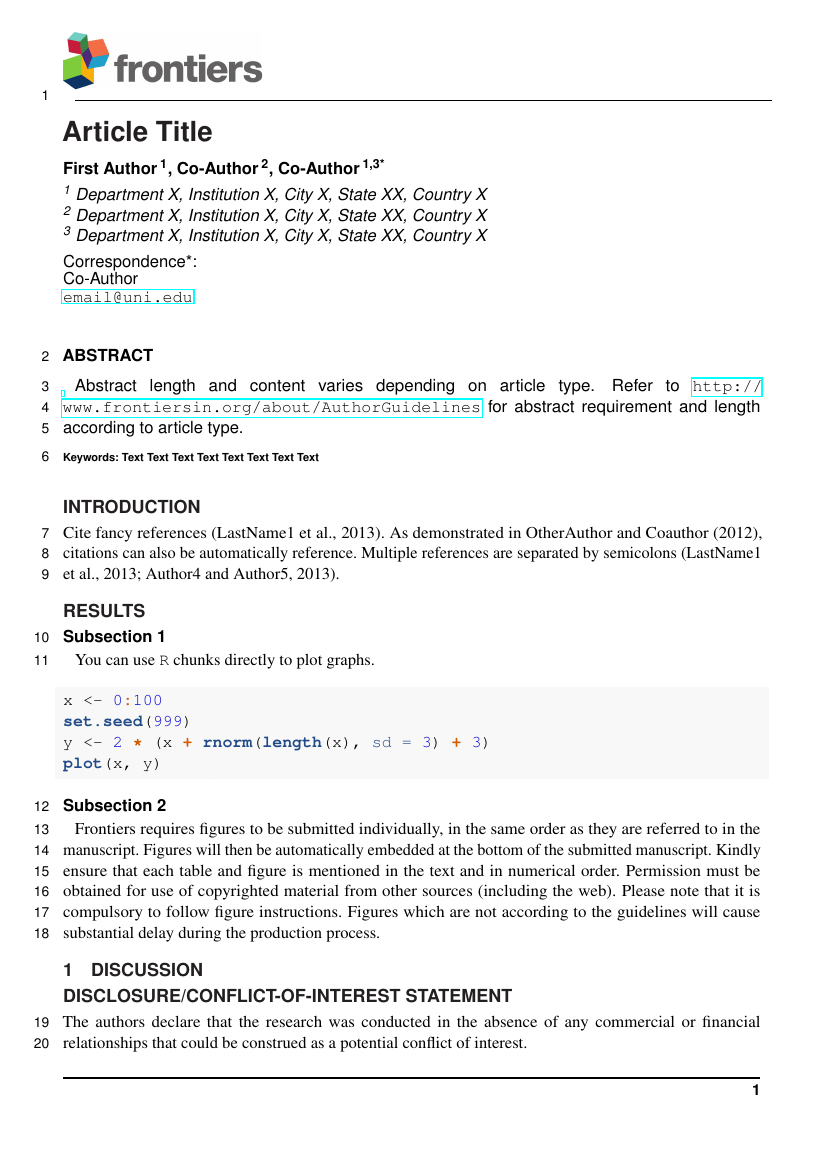 frontiers
1
Article Title
First Author 1, Co-Author 2, Co-Author 1,3*
1 Department X, Institution X, City X, State XX, Country X
2 Department X, Institution X, City X, State XX, Country X
3 Department X, Institution X, City X, State XX, Country X
Correspondence*:
Co-Author
email@uni.edu
2 ABSTRACT
3 Abstract length and content varies depending on article type. Refer to http://
4 www.frontiersin.org/about/AuthorGuidelines for abstract requirement and length
5 according to article type.
6 Keywords: Text Text Text Text Text Text Text Text
INTRODUCTION
7 Cite fancy references (LastName1 et al., 2013). As demonstrated in OtherAuthor and Coauthor (2012),
8 citations can also be automatically reference. Multiple references are separated by semicolons (LastName1
9 et al., 2013; Author4 and Author5, 2013).
RESULTS
10 Subsection 1
11 You can use R chunks directly to plot graphs.
x <- 0:100
set.seed(999)
y <- 2 * (x + rnorm(length(x), sd = 3) + 3)
plot(x, y)
12 Subsection 2
13 Frontiers requires figures to be submitted individually, in the same order as they are referred to in the
14 manuscript. Figures will then be automatically embedded at the bottom of the submitted manuscript. Kindly
15 ensure that each table and figure is mentioned in the text and in numerical order. Permission must be
16 obtained for use of copyrighted material from other sources (including the web). Please note that it is
17 compulsory to follow figure instructions. Figures which are not according to the guidelines will cause
18 substantial delay during the production process.
1 DISCUSSION
DISCLOSURE/CONFLICT-OF-INTEREST STATEMENT
19 The authors declare that the research was conducted in the absence of any commercial or financial
20 relationships that could be construed as a potential conflict of interest.
1